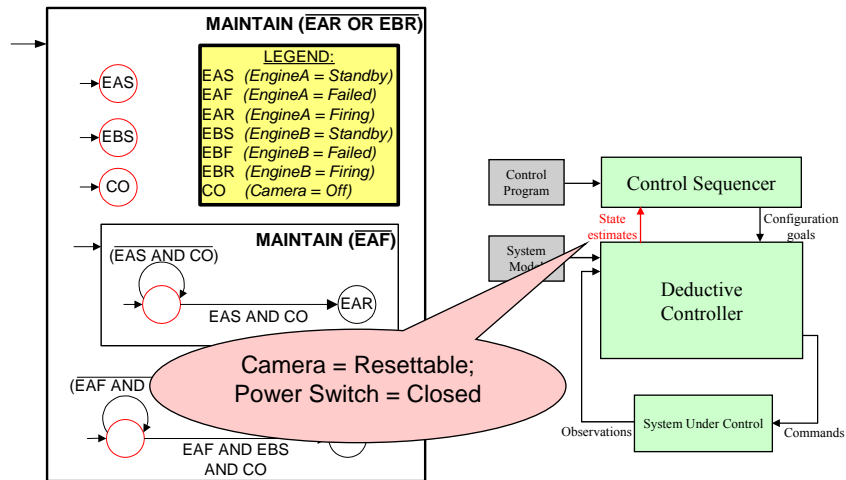 MAINTAIN (EAR OR EBR)
LEGEND:
EAS (EngineA = Standby)
EAF (EngineA = Failed)
EAR (EngineA = Firing)
EBS (EngineB = Standby)
EBF (EngineB = Failed)
EBR (EngineB = Firing)
CO (Camera = Off)
EAS
EBS
CO
MAINTAIN (EAF)
(EAS AND CO)
EAR
EAS AND CO
(EAF AND
EAF AND EBS
AND CO
Camera = Resettable;
Power Switch = Closed
Control
Program
Control Sequencer
State
estimates
Configuration
goals
System
Model
Deductive
Controller
Observations
System Under Control
Commands